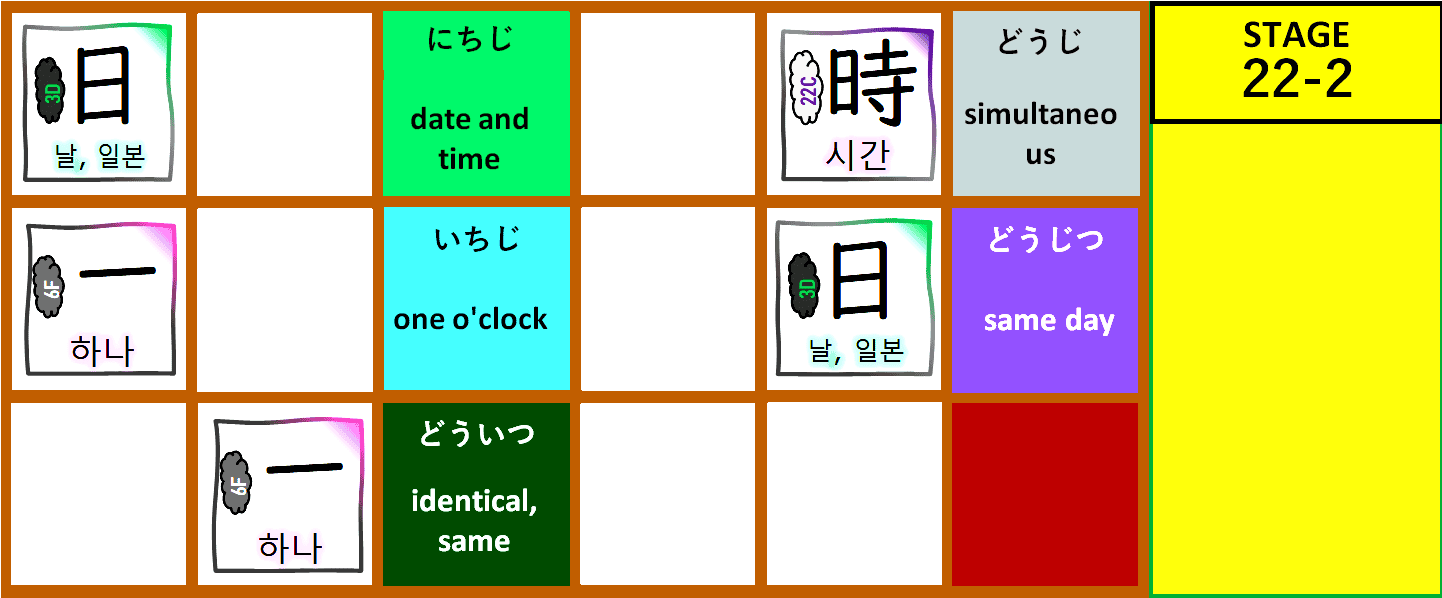 3D
日
날, 일본
にちじ
date and
time
22C
時
시간
どうじ
simultaneo
us
STAGE
22-2
6F
一
하나
いちじ
one o'clock
3D
日
날, 일본
どうじつ
same day
6F
一
하나
どういつ
identical,
same